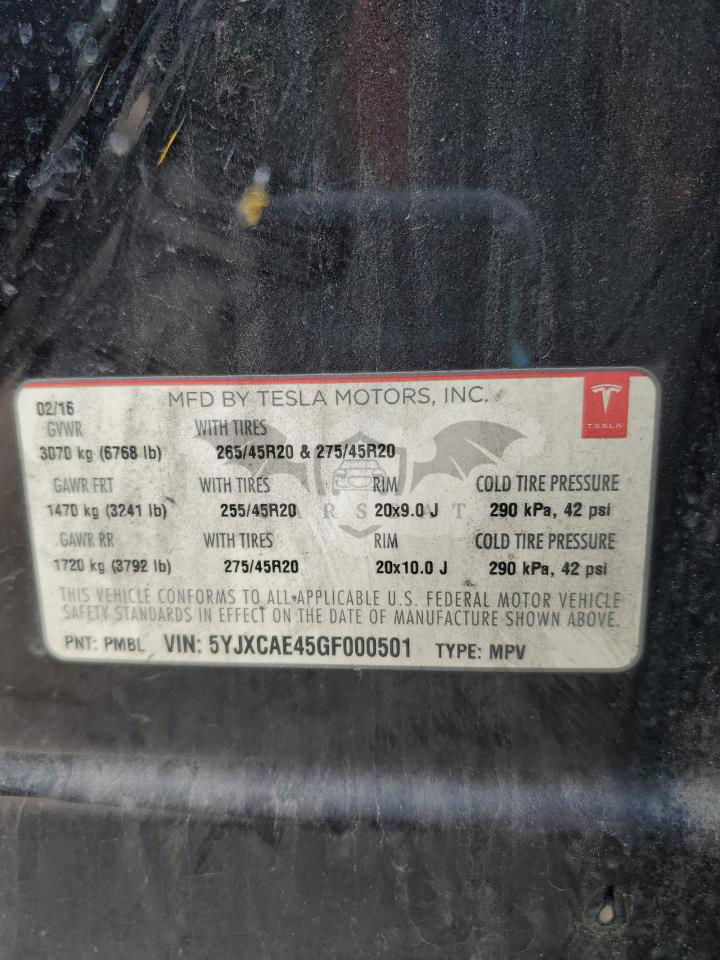 02/16 MFD BY TESLA MOTORS, INC.
TESLA
GVWR WITH TIRES
3070 kg (6768 lb) 265/45R20 & 275/45R20
GAWR FRT WITH TIRES RIM COLD TIRE PRESSURE
1470 kg (3241 lb) 255/45R20 20x9.0 J 290 kPa, 42 psi
GAWR RR WITH TIRES RIM COLD TIRE PRESSURE
1720 kg (3792 lb) 275/45R20 20x10.0 J 290 kPa, 42 psi
THIS VEHICLE CONFORMS TO ALL APPLICABLE U.S. FEDERAL MOTOR VEHICLE
SAFETY STANDARDS IN EFFECT ON THE DATE OF MANUFACTURE SHOWN ABOVE.
PNT: PMBL VIN: 5YJXCAE45GF000501 TYPE: MPV